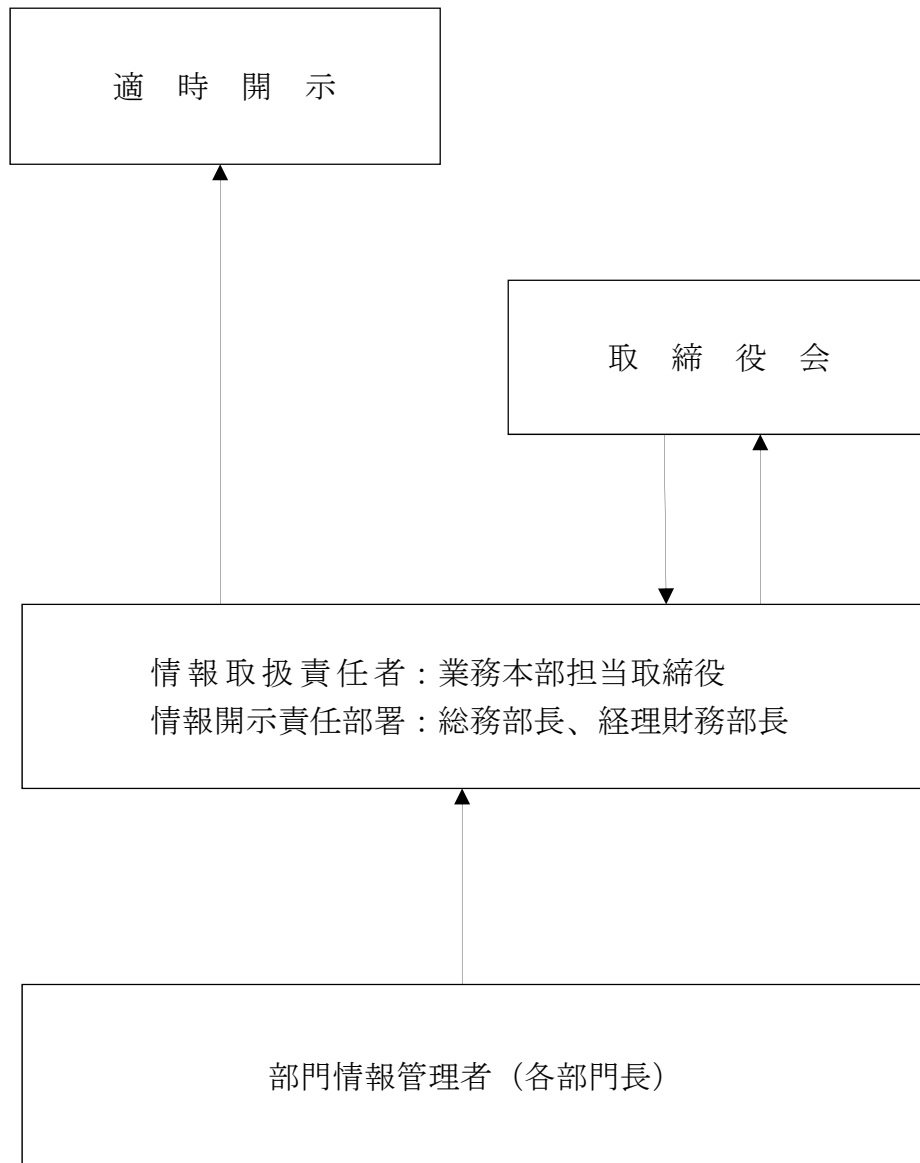 適時開示
取締役会
情報取扱責任者：業務本部担当取締役
情報開示責任部署：総務部長、経理財務部長
部門情報管理者（各部門長）